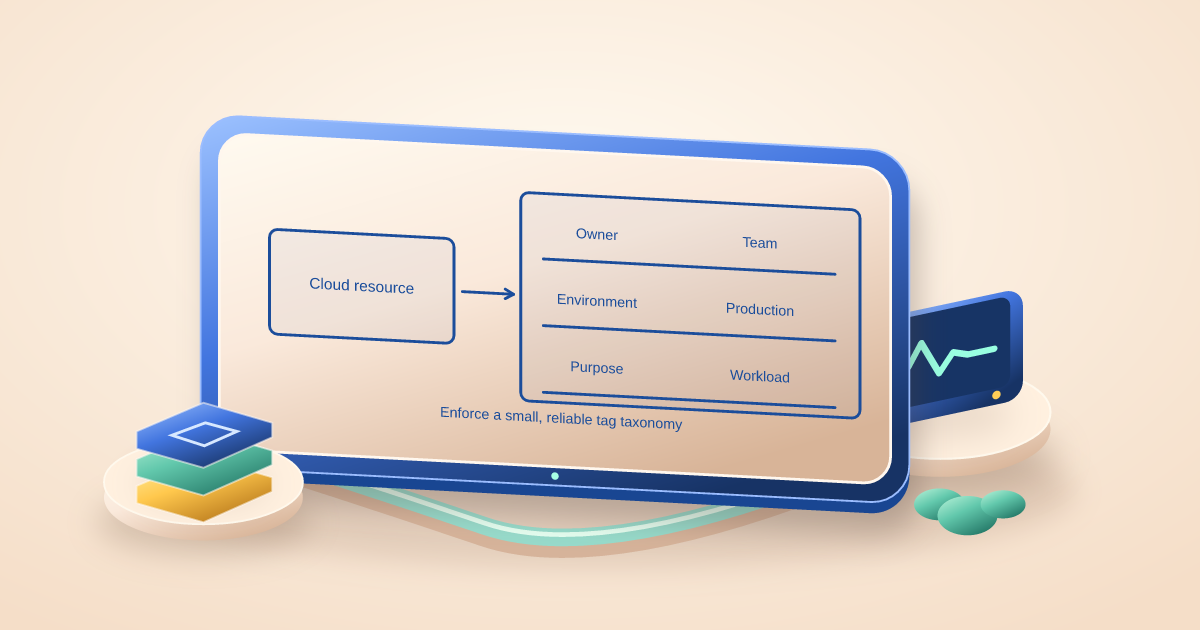 Cloud resource
Owner Team
Environment Production
Purpose Workload
Enforce a small, reliable tag taxonomy